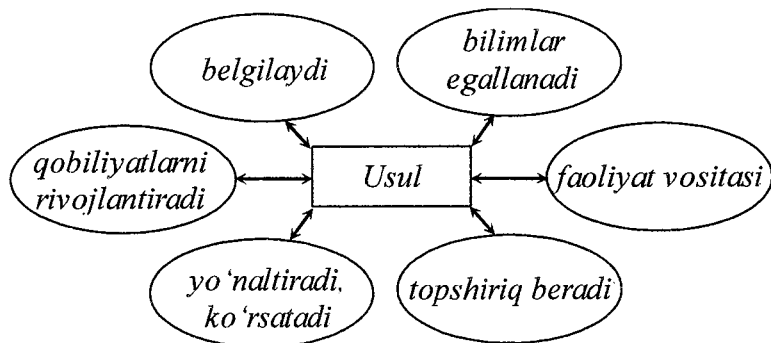 belgilaydi
bilimlar
egallanadi
qobiliyatlarni
rivojlantiradi
Usul
faoliyat vositasi
yo‘naltiradi,
ko‘rsatadi
topshiriq beradi